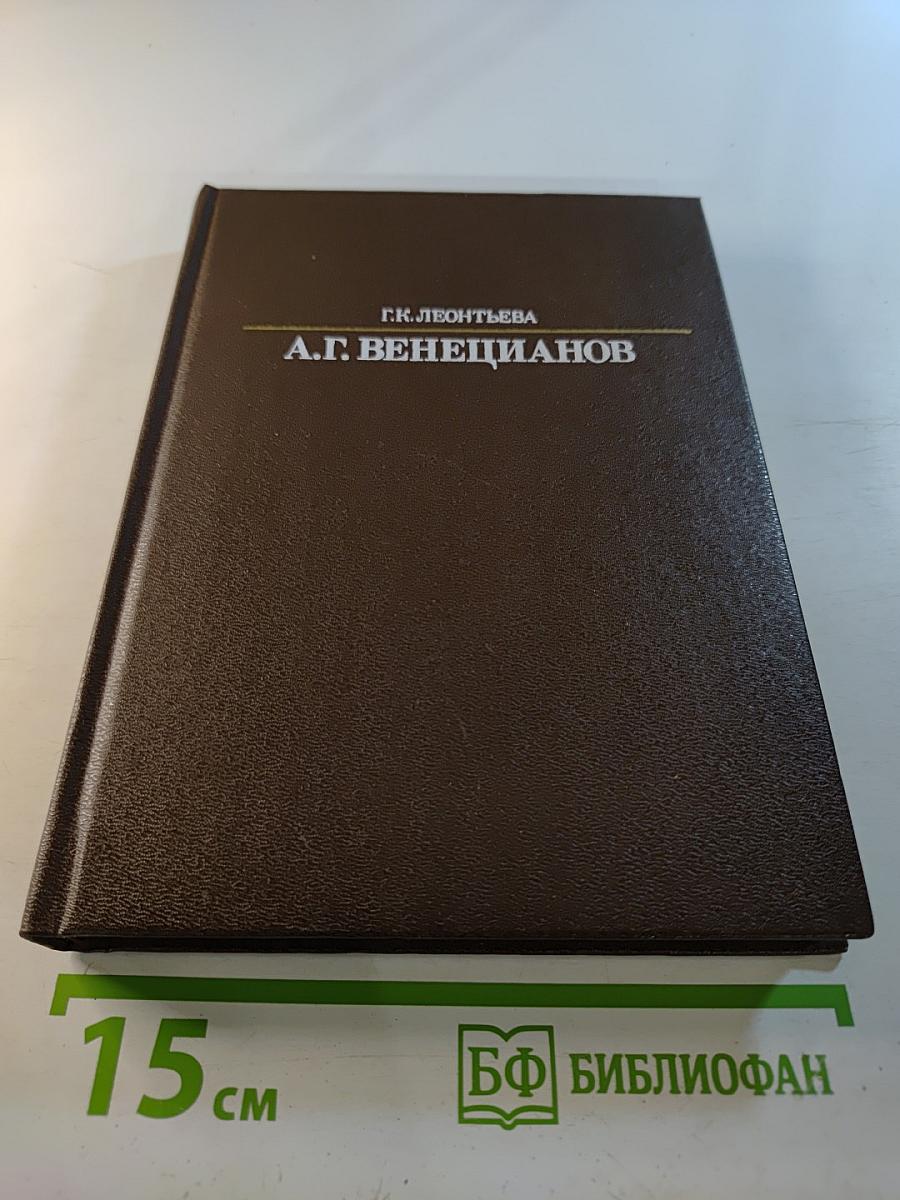 Г.К. ЛЕОНТЬЕВА
А.Г. ВЕНЕЦИАНОВ
15 см
БФ БИБЛИОФАН